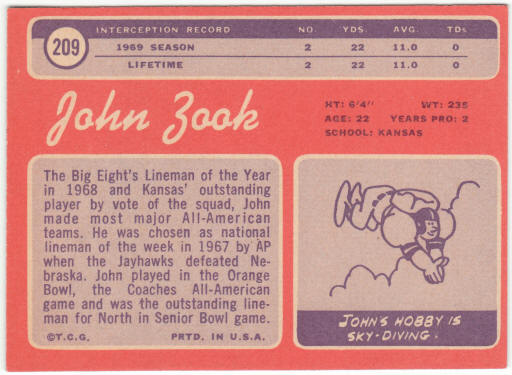 209
INTERCEPTION RECORD NO. YDS. AVG. TDs
1969 SEASON 2 22 11.0 0
LIFETIME 2 22 11.0 0
John Zook
HT: 6'4" WT: 235
AGE: 22 YEARS PRO: 2
SCHOOL: KANSAS
The Big Eight's Lineman of the Year
in 1968 and Kansas' outstanding
player by vote of the squad, John
made most major All-American
teams. He was chosen as national
lineman of the week in 1967 by AP
when the Jayhawks defeated Ne-
braska. John played in the Orange
Bowl, the Coaches All-American
game and was the outstanding line-
man for North in Senior Bowl game.
©T.C.G. PRTD. IN U.S.A.
JOHN'S HOBBY IS
SKY-DIVING.